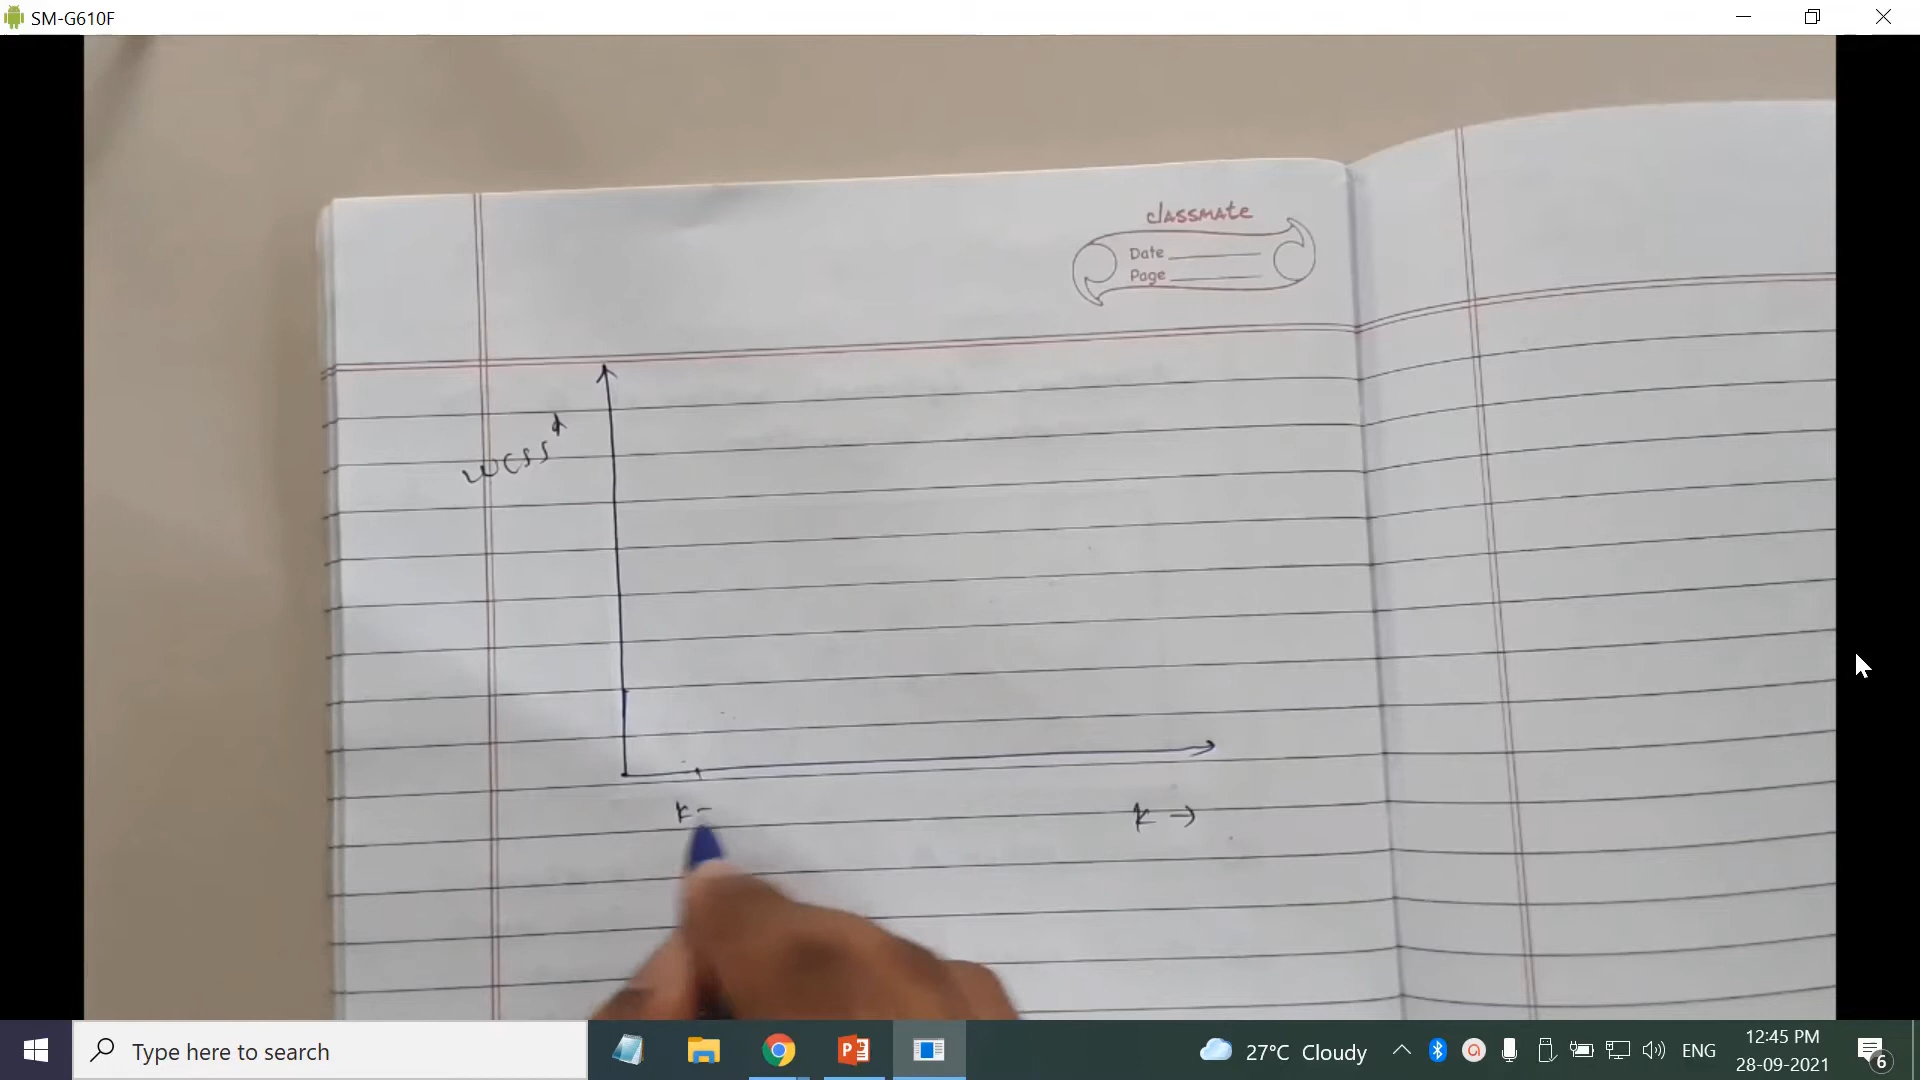 SM-G610F
classmate
Date
Page
WCSS
K -
K →
Type here to search
27°C Cloudy
ENG
12:45 PM
28-09-2021
6